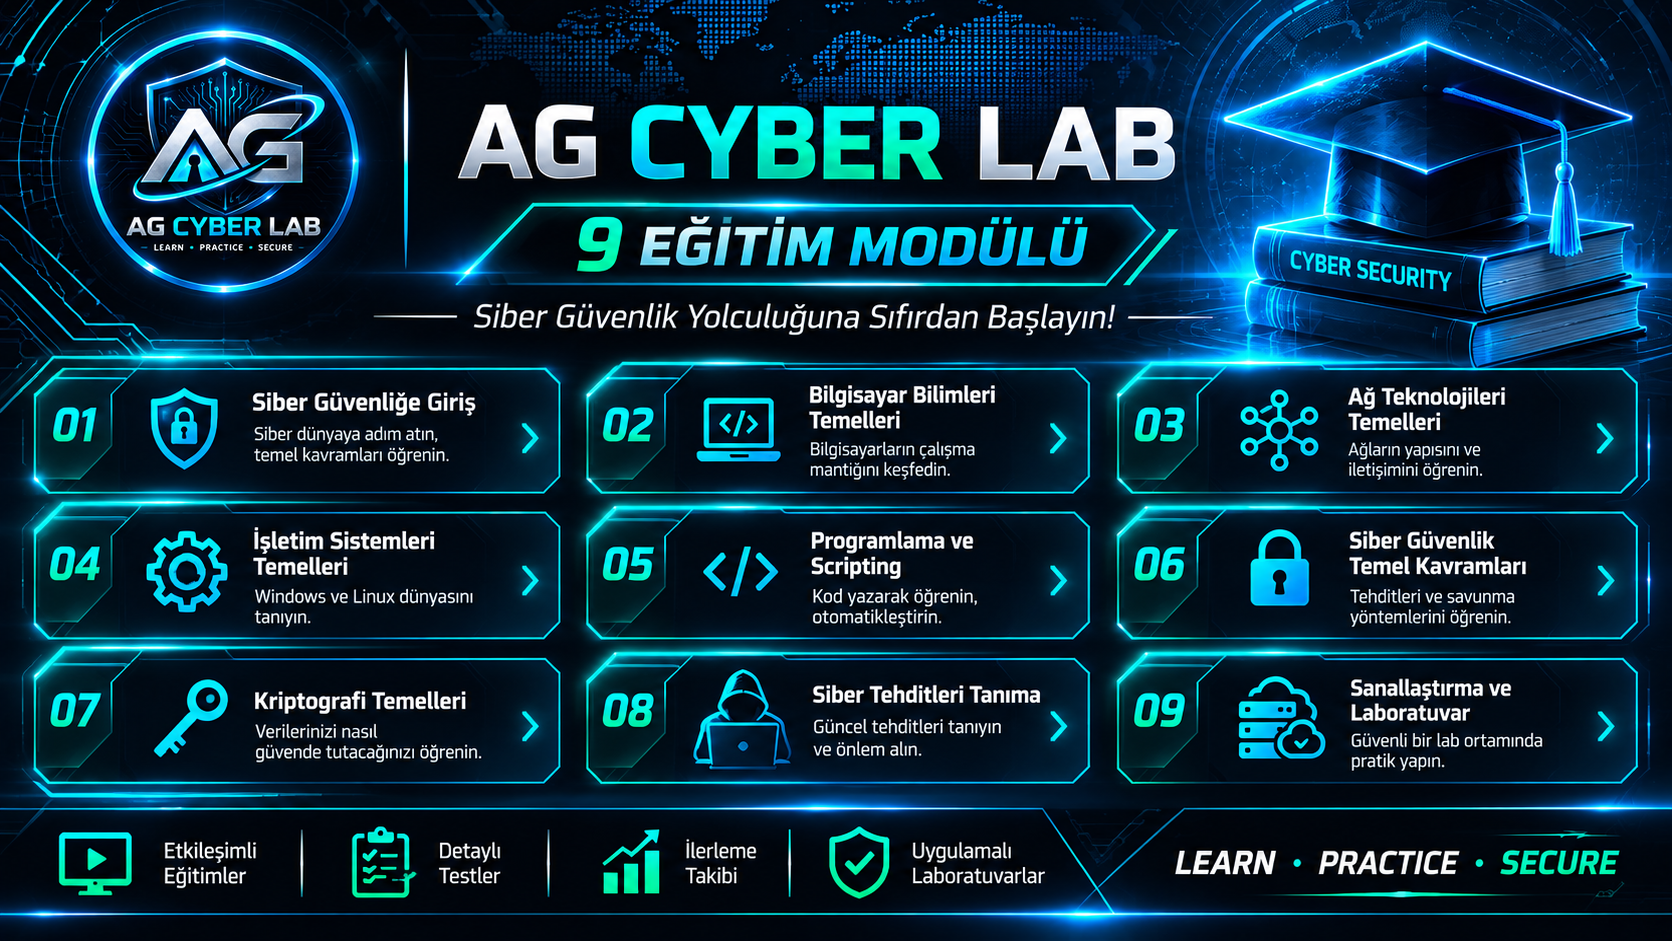 AG
AG CYBER LAB
LEARN • PRACTICE • SECURE
AG CYBER LAB
9 EĞİTİM MODÜLÜ
Siber Güvenlik Yolculuğuna Sıfırdan Başlayın!
CYBER SECURITY
01
Siber Güvenliğe Giriş
Siber dünyaya adım atın,
temel kavramları öğrenin.
02
Bilgisayar Bilimleri
Temelleri
Bilgisayarların çalışma
mantığını keşfedin.
03
Ağ Teknolojileri
Temelleri
Ağların yapısını ve
iletişimini öğrenin.
04
İşletim Sistemleri
Temelleri
Windows ve Linux dünyasını
tanıyın.
05
Programlama ve
Scripting
Kod yazarak öğrenin,
otomatikleştirin.
06
Siber Güvenlik
Temel Kavramları
Tehditleri ve savunma
yöntemlerini öğrenin.
07
Kriptografi Temelleri
Verilerinizi nasıl
güvende tutacağınızı öğrenin.
08
Siber Tehditleri Tanıma
Güncel tehditleri tanıyın
ve önlem alın.
09
Sanallaştırma ve
Laboratuvar
Güvenli bir lab ortamında
pratik yapın.
Etkileşimli
Eğitimler
Detaylı
Testler
İlerleme
Takibi
Uygulamalı
Laboratuvarlar
LEARN • PRACTICE • SECURE